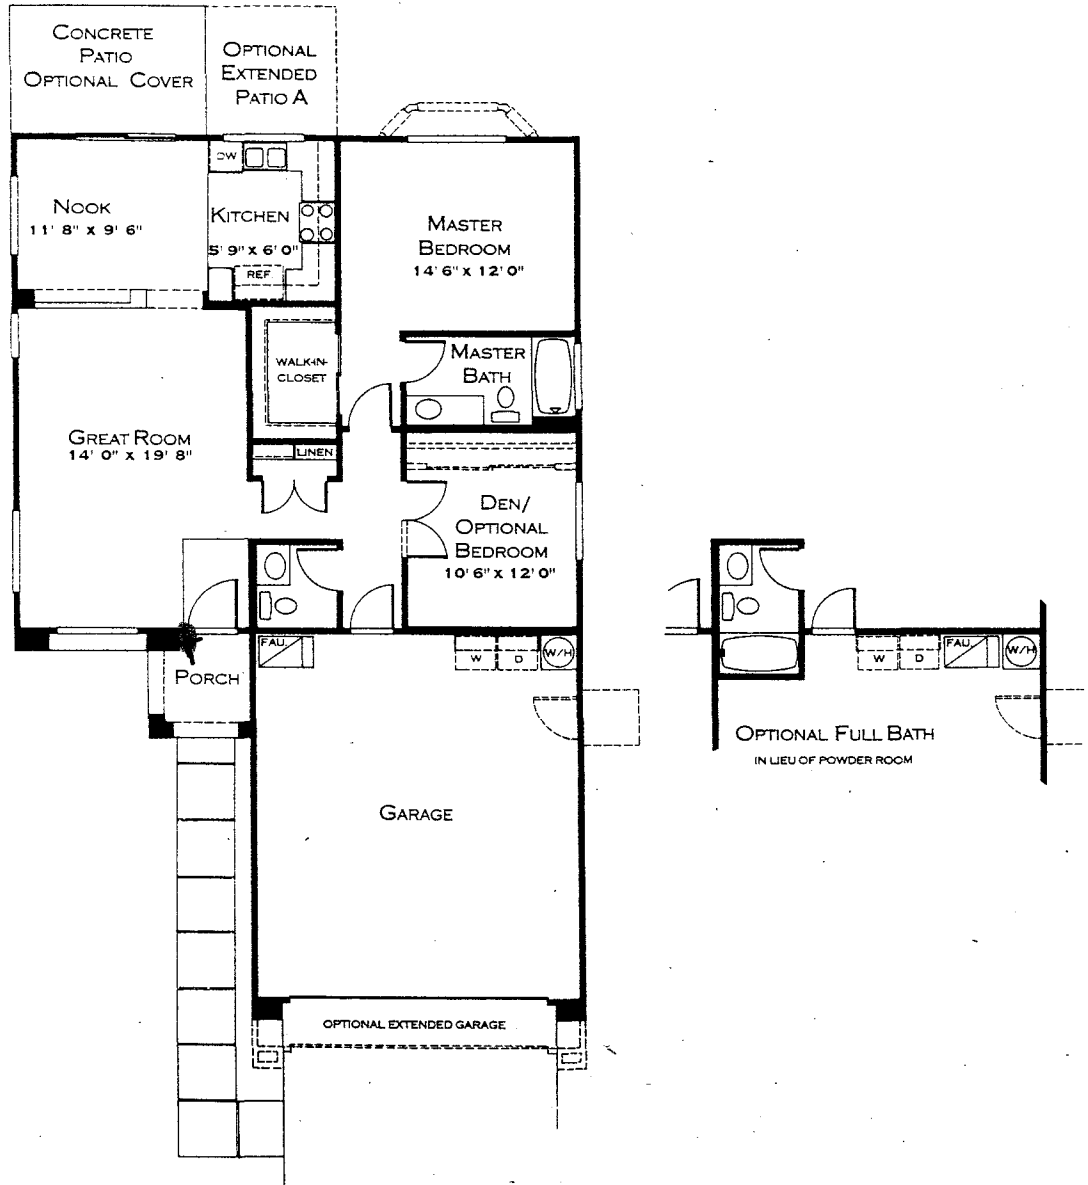 CONCRETE
PATIO
OPTIONAL COVER
OPTIONAL
EXTENDED
PATIO A
DW
NOOK
11' 8" X 9' 6"
KITCHEN
5' 9" X 6' 0"
REF.
MASTER
BEDROOM
14' 6" X 12' 0"
WALK-IN-
CLOSET
MASTER
BATH
GREAT ROOM
14' 0" X 19' 8"
LINEN
DEN/
OPTIONAL
BEDROOM
10' 6" X 12' 0"
FAU.
W
D
W/H
PORCH
GARAGE
OPTIONAL EXTENDED GARAGE
W
D
FAU.
W/H
OPTIONAL FULL BATH
IN LIEU OF POWDER ROOM